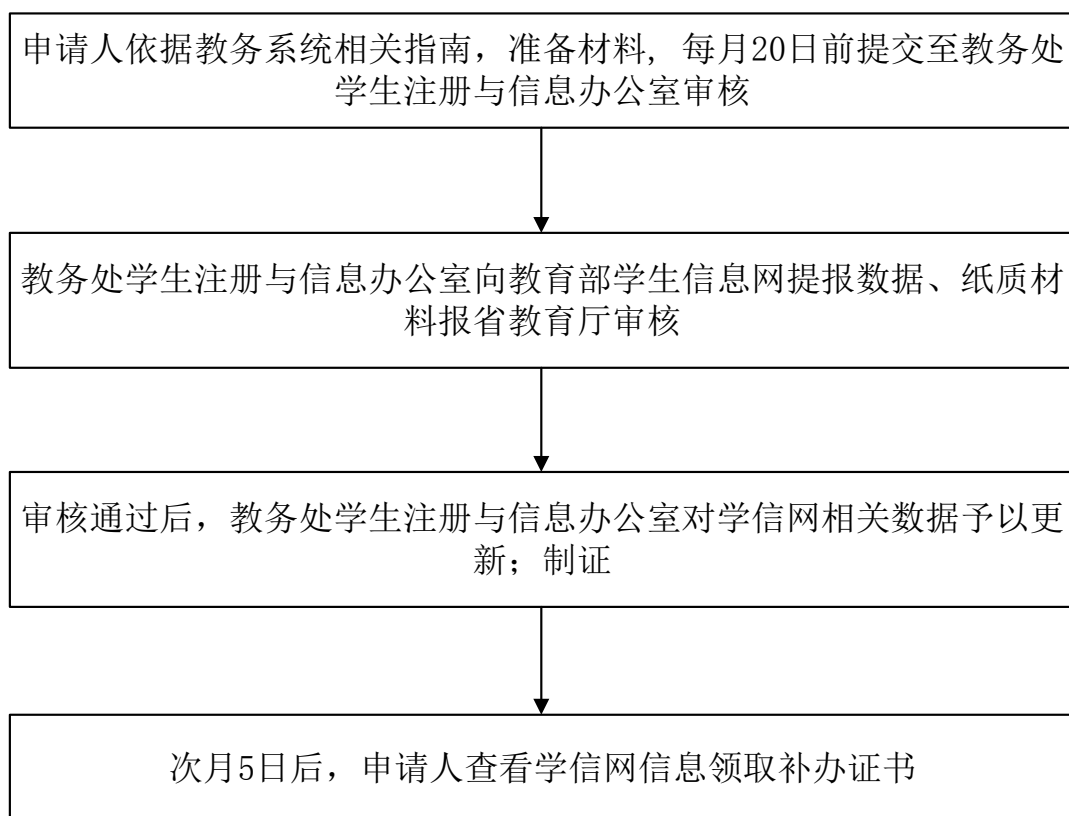 申请人依据教务系统相关指南，准备材料, 每月20日前提交至教务处
学生注册与信息办公室审核
教务处学生注册与信息办公室向教育部学生信息网提报数据、纸质材
料报省教育厅审核
审核通过后，教务处学生注册与信息办公室对学信网相关数据予以更
新；制证
次月5日后，申请人查看学信网信息领取补办证书